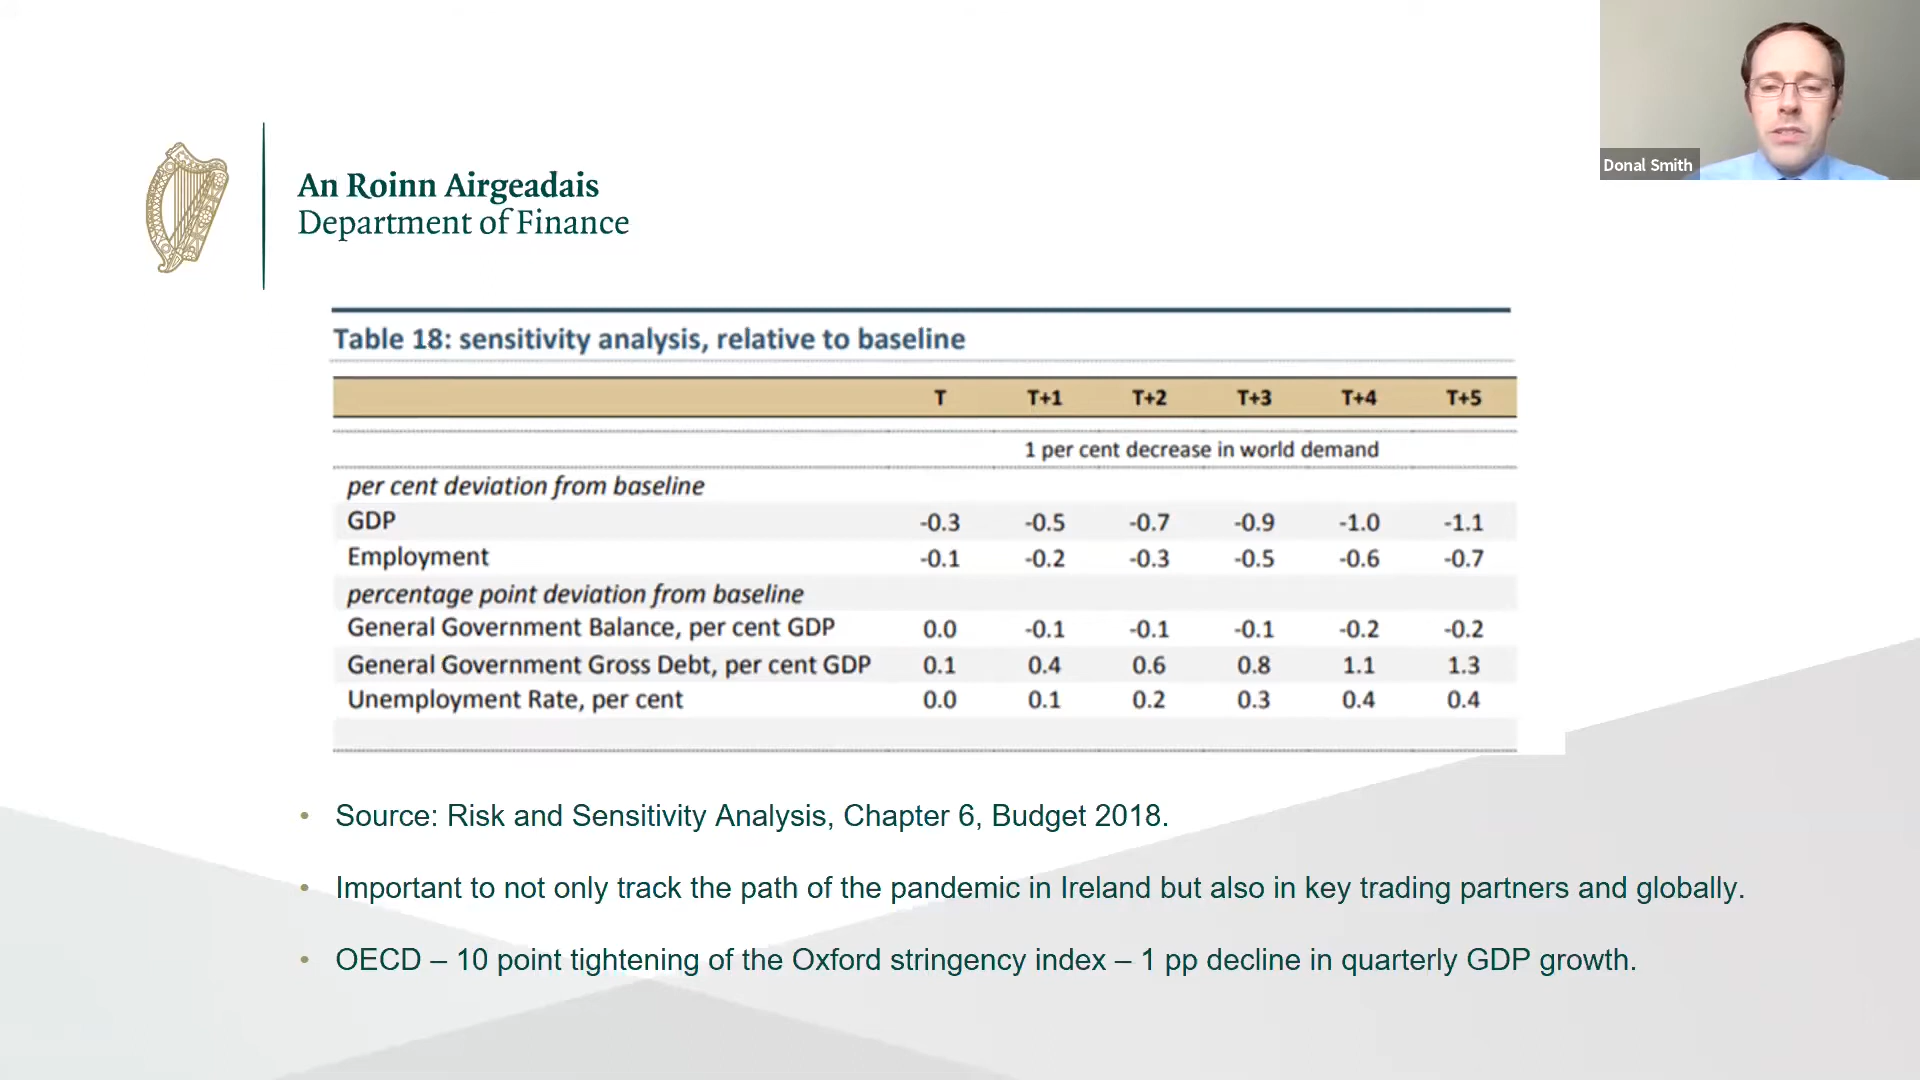 Donal Smith
An Roinn Airgeadais
Department of Finance
Table 18: sensitivity analysis, relative to baseline
T T+1 T+2 T+3 T+4 T+5
1 per cent decrease in world demand
per cent deviation from baseline
GDP -0.3 -0.5 -0.7 -0.9 -1.0 -1.1
Employment -0.1 -0.2 -0.3 -0.5 -0.6 -0.7
percentage point deviation from baseline
General Government Balance, per cent GDP 0.0 -0.1 -0.1 -0.1 -0.2 -0.2
General Government Gross Debt, per cent GDP 0.1 0.4 0.6 0.8 1.1 1.3
Unemployment Rate, per cent 0.0 0.1 0.2 0.3 0.4 0.4
• Source: Risk and Sensitivity Analysis, Chapter 6, Budget 2018.
• Important to not only track the path of the pandemic in Ireland but also in key trading partners and globally.
• OECD – 10 point tightening of the Oxford stringency index – 1 pp decline in quarterly GDP growth.